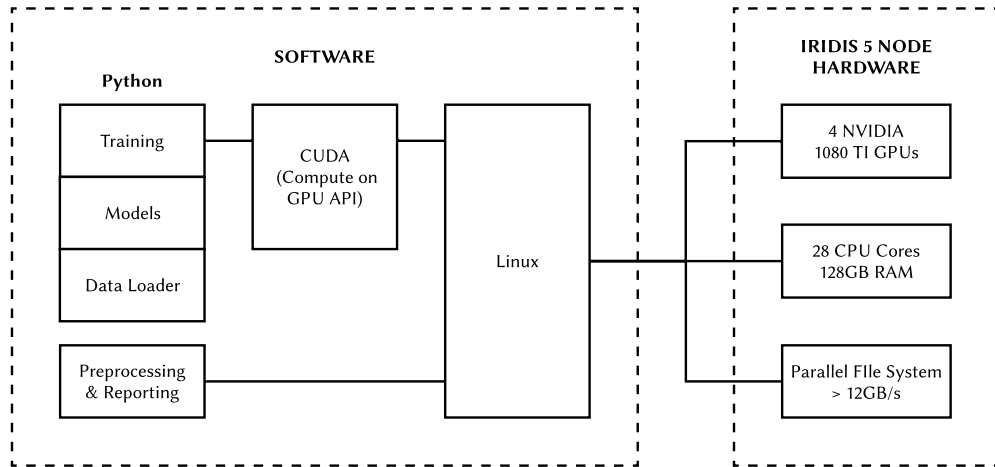 SOFTWARE
Python
Training
Models
Data Loader
Preprocessing
& Reporting
CUDA
(Compute on
GPU API)
Linux
IRIDIS 5 NODE
HARDWARE
4 NVIDIA
1080 TI GPUs
28 CPU Cores
128GB RAM
Parallel FIle System
> 12GB/s